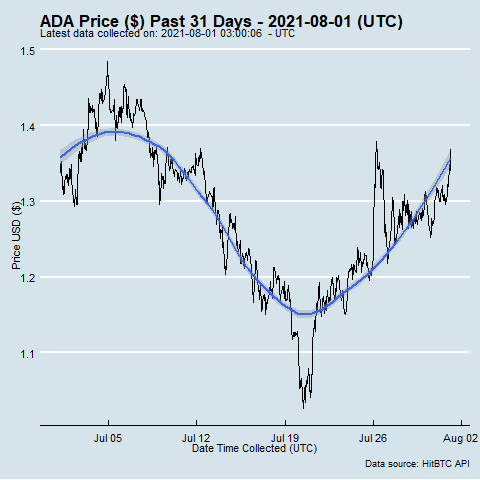 ADA Price ($) Past 31 Days - 2021-08-01 (UTC)
Latest data collected on: 2021-08-01 03:00:06 - UTC
1.5
1.4
1.3
1.2
1.1
Price USD ($)
Jul 05 Jul 12 Jul 19 Jul 26 Aug 02
Date Time Collected (UTC)
Data source: HitBTC API